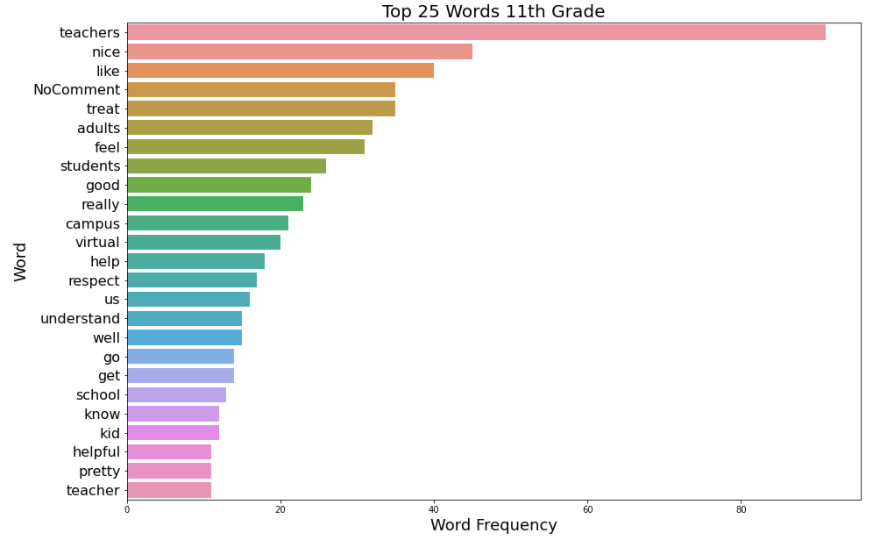 Top 25 Words 11th Grade
teachers
nice
like
NoComment
treat
adults
feel
students
good
really
campus
virtual
help
respect
us
understand
well
go
get
school
know
kid
helpful
pretty
teacher
Word
0 20 40 60 80
Word Frequency